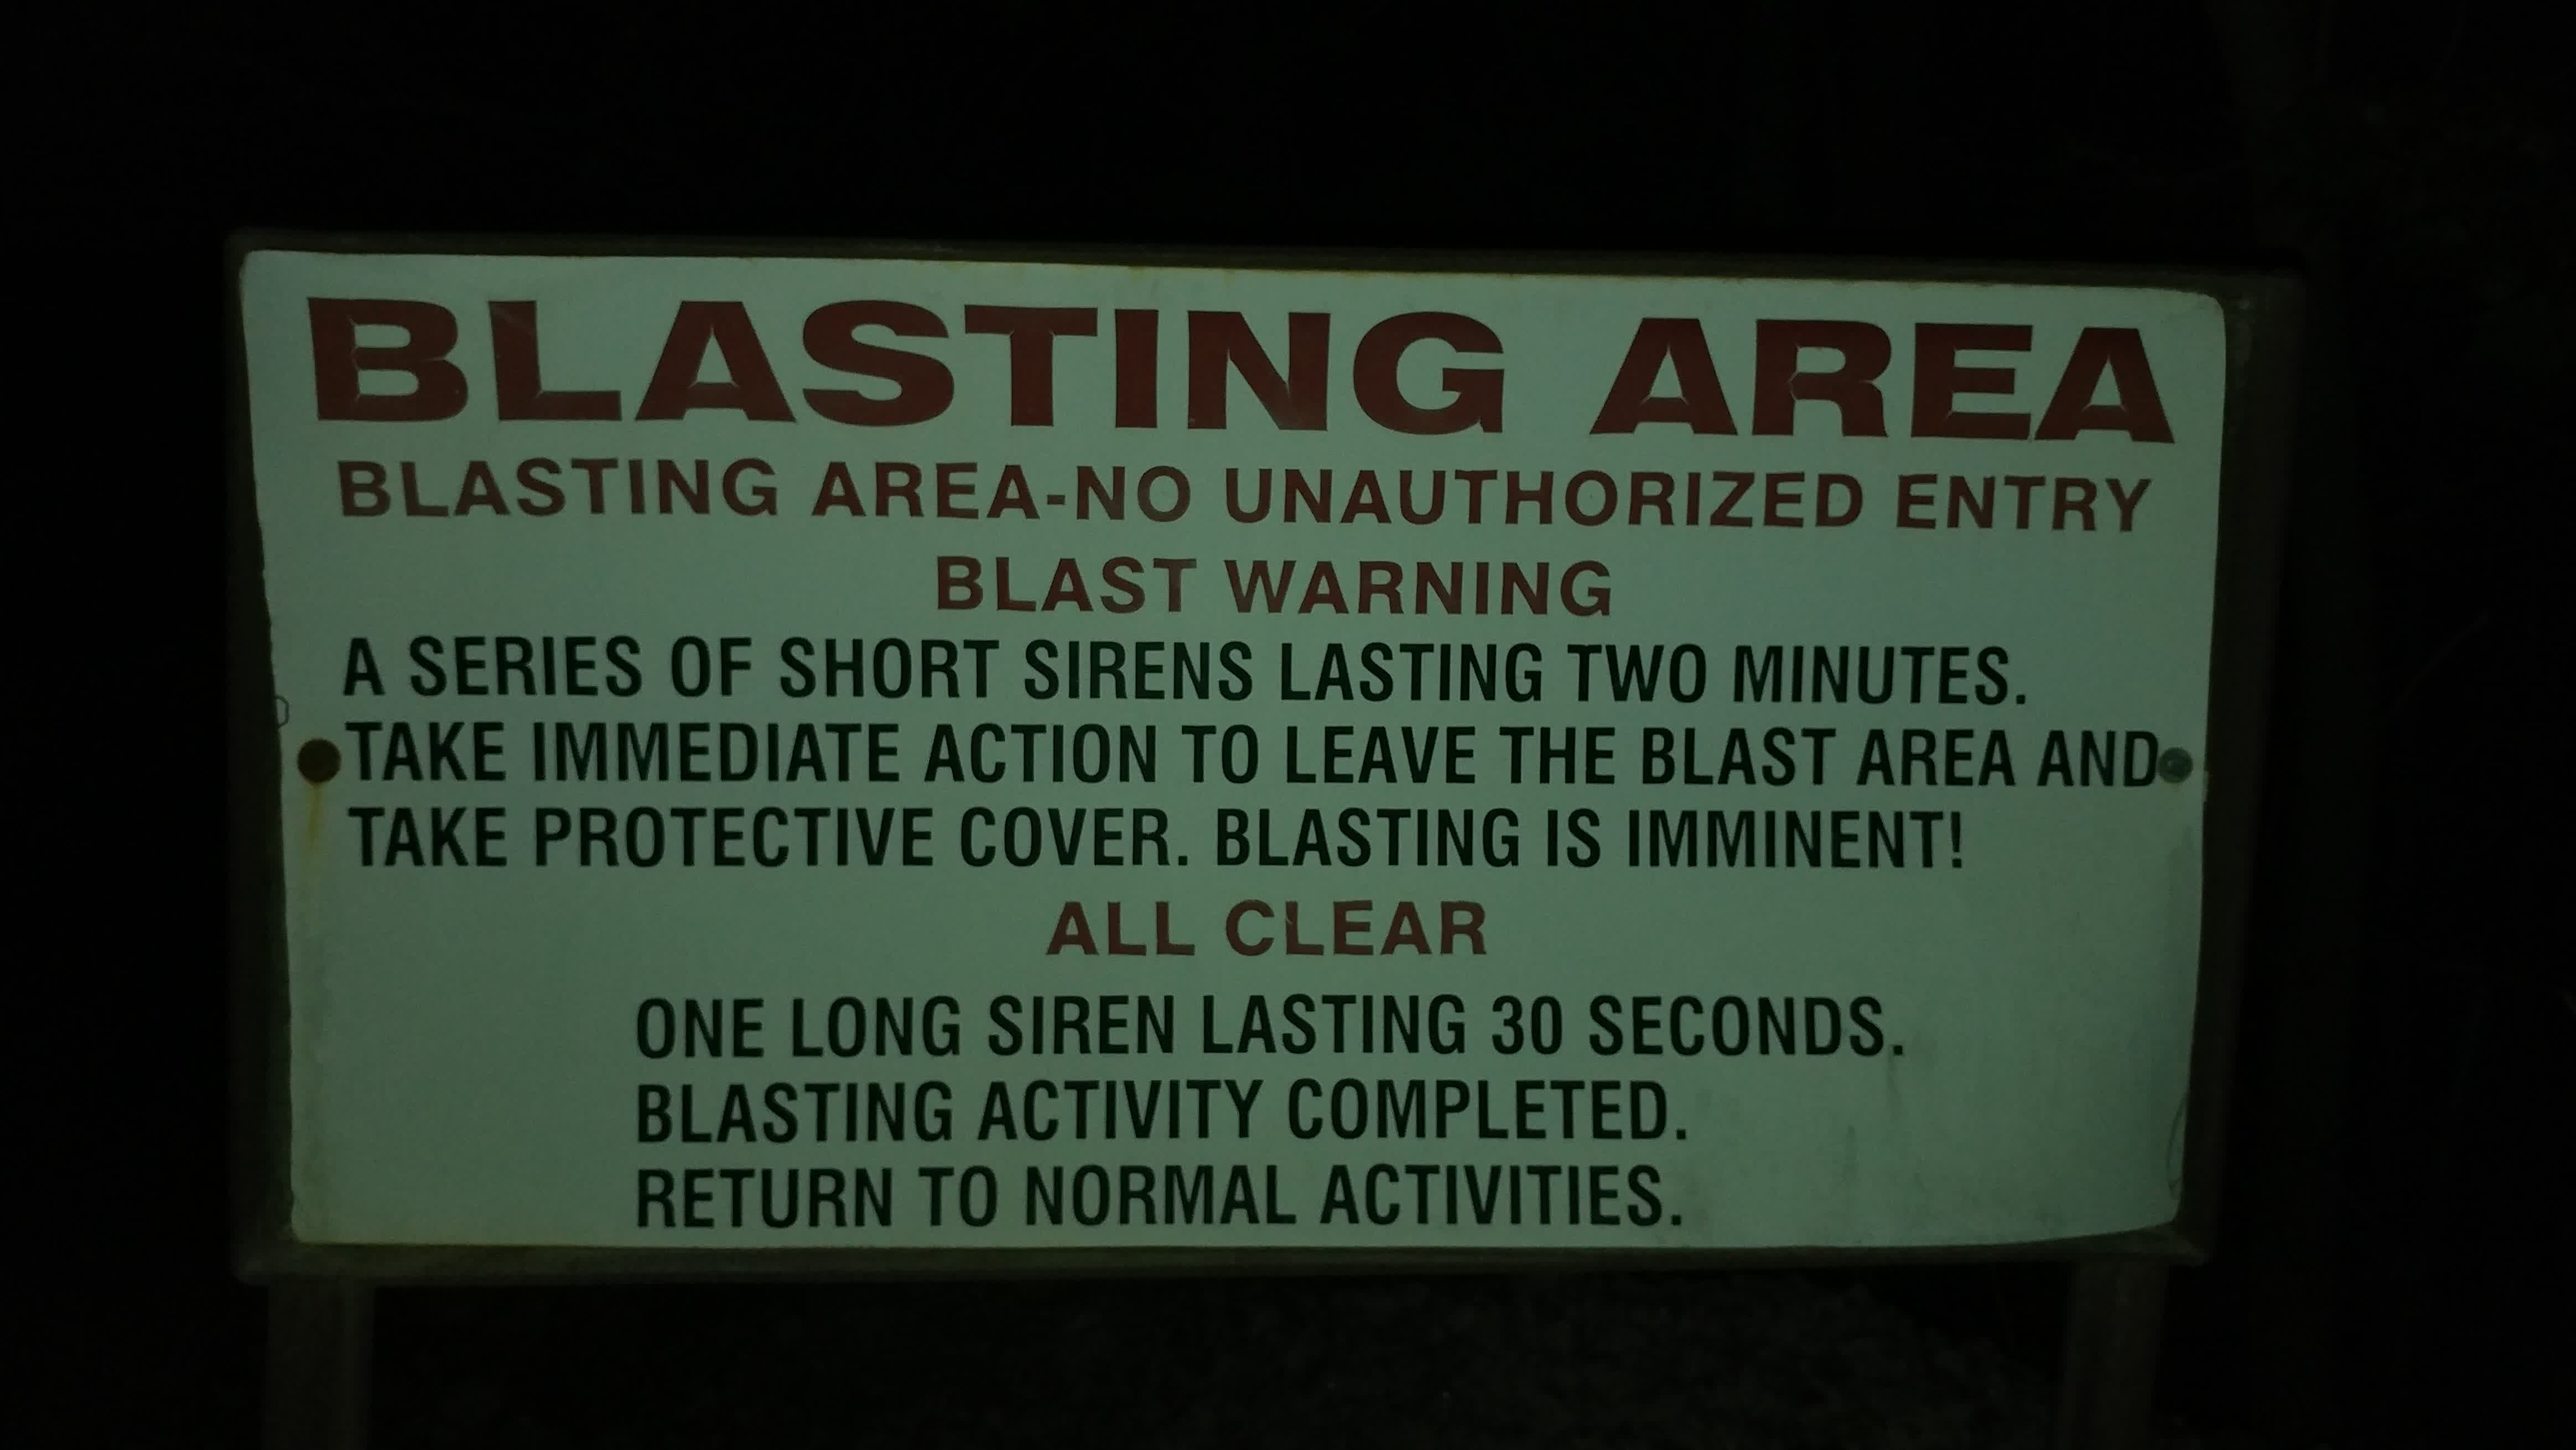 BLASTING AREA
BLASTING AREA-NO UNAUTHORIZED ENTRY
BLAST WARNING
A SERIES OF SHORT SIRENS LASTING TWO MINUTES.
TAKE IMMEDIATE ACTION TO LEAVE THE BLAST AREA AND
TAKE PROTECTIVE COVER. BLASTING IS IMMINENT!
ALL CLEAR
ONE LONG SIREN LASTING 30 SECONDS.
BLASTING ACTIVITY COMPLETED.
RETURN TO NORMAL ACTIVITIES.